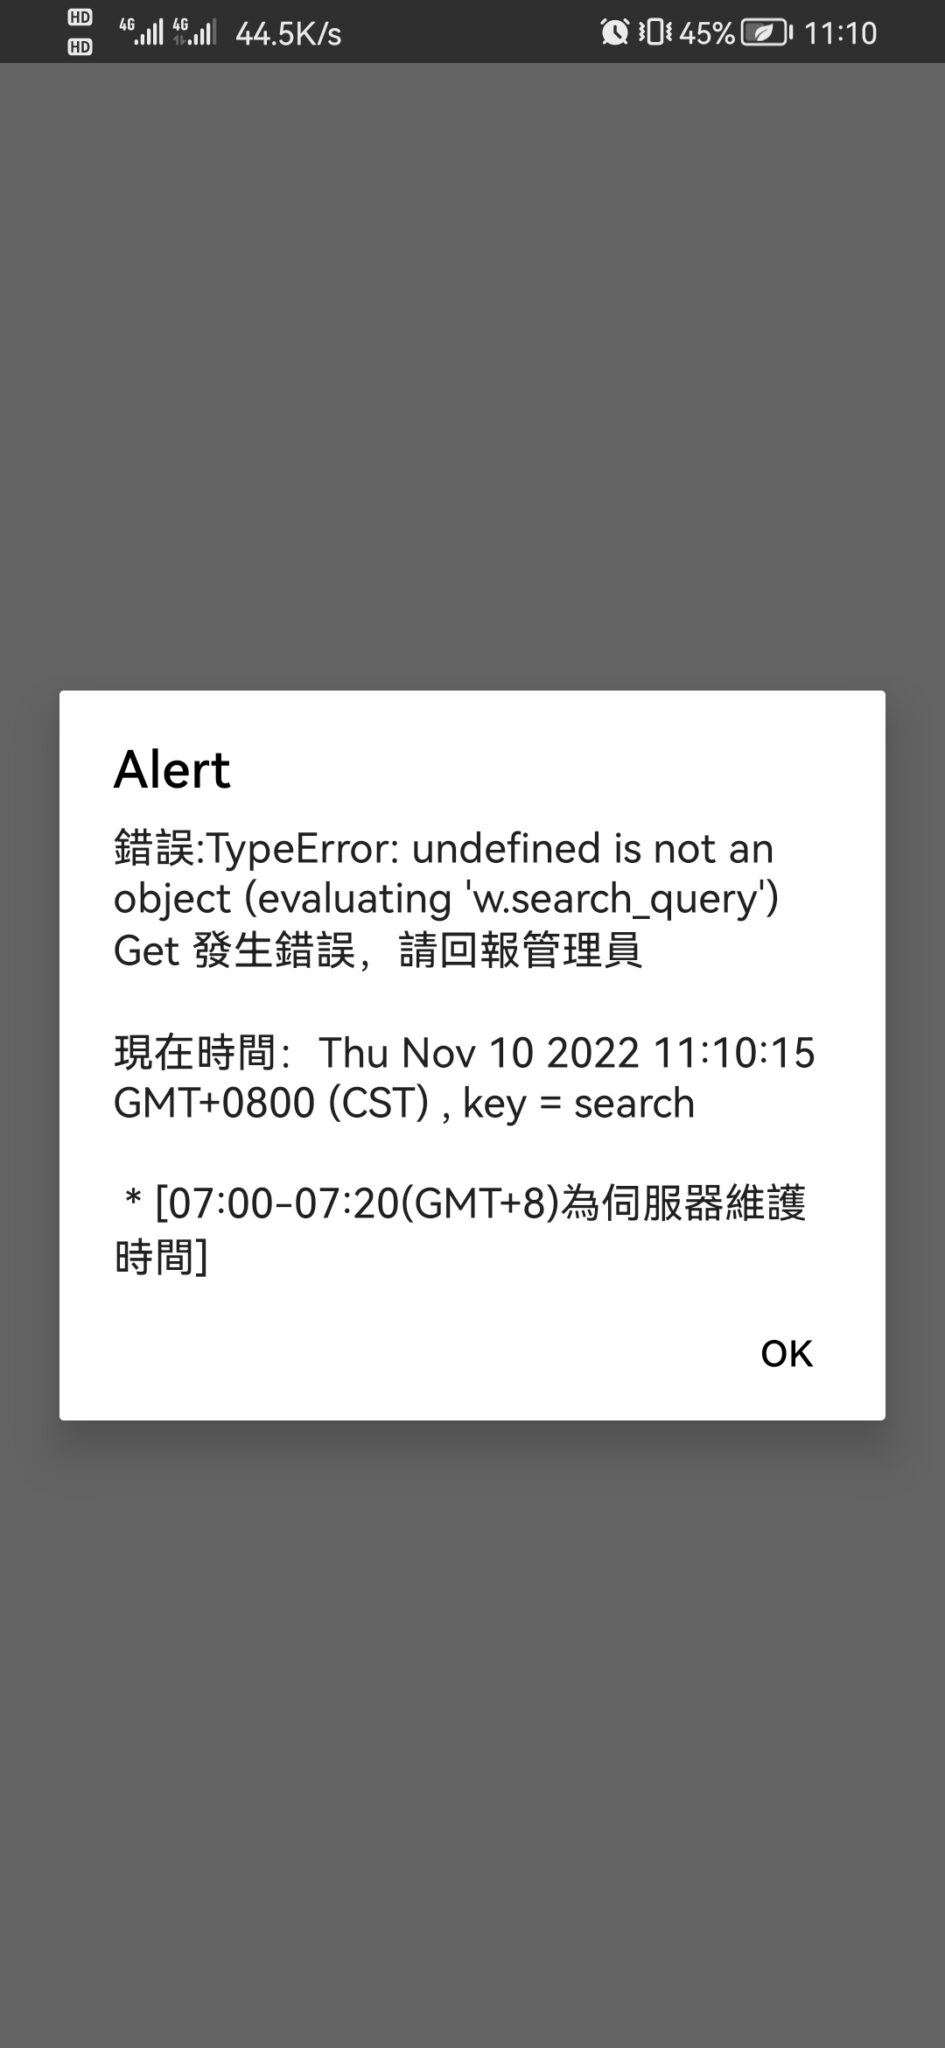 HD
HD
4G
4G
44.5K/s
45%
11:10
Alert
錯誤:TypeError: undefined is not an
object (evaluating 'w.search_query')
Get 發生錯誤，請回報管理員
現在時間：Thu Nov 10 2022 11:10:15
GMT+0800 (CST) , key = search
* [07:00-07:20(GMT+8)為伺服器維護
時間]
OK